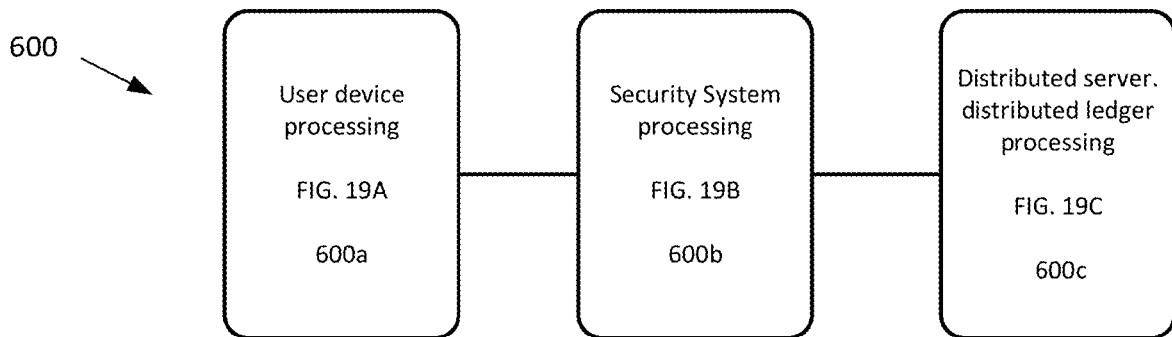 600
User device
processing
FIG. 19A
600a
Security System
processing
FIG. 19B
600b
Distributed server.
distributed ledger
processing
FIG. 19C
600c